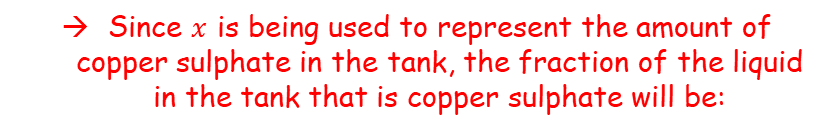 → Since x is being used to represent the amount of
copper sulphate in the tank, the fraction of the liquid
in the tank that is copper sulphate will be: